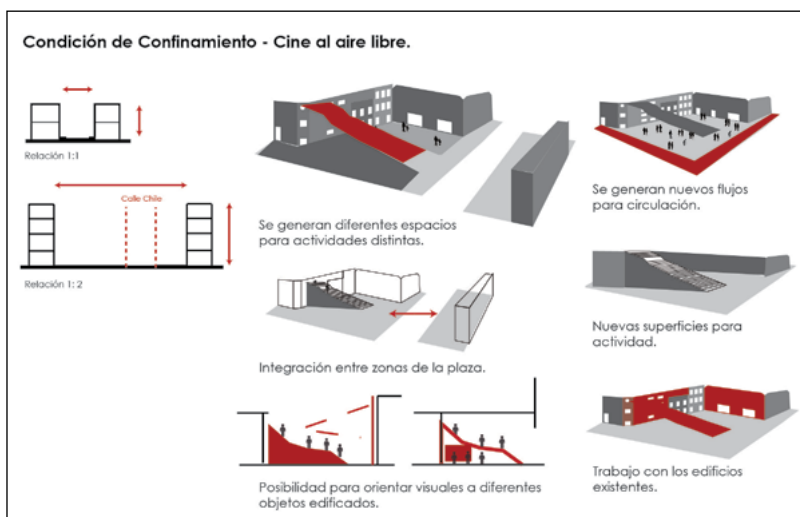 Condición de Confinamiento - Cine al aire libre.
Relación 1:1
Calle Chile
Relación 1: 2
Se generan diferentes espacios
para actividades distintas.
Integración entre zonas de la plaza.
Posibilidad para orientar visuales a diferentes
objetos edificados.
Se generan nuevos flujos
para circulación.
Nuevas superficies para
actividad.
Trabajo con los edificios
existentes.